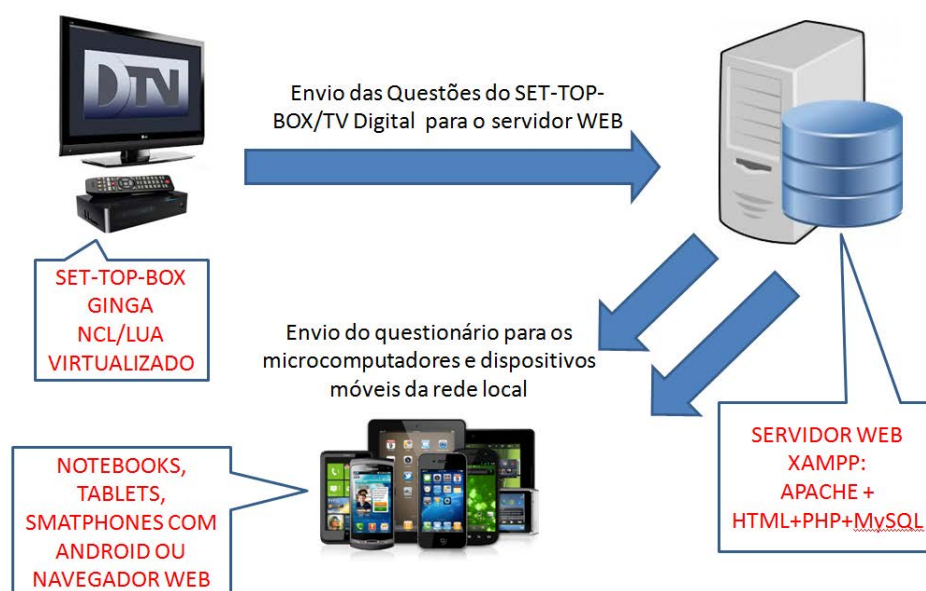 DTV
Envio das Questões do SET-TOP-
BOX/TV Digital para o servidor WEB
SET-TOP-BOX
GINGA
NCL/LUA
VIRTUALIZADO
Envio do questionário para os
microcomputadores e dispositivos
móveis da rede local
NOTEBOOKS,
TABLETS,
SMATPHONES COM
ANDROID OU
NAVEGADOR WEB
SERVIDOR WEB
XAMPP:
APACHE +
HTML+PHP+MySQL